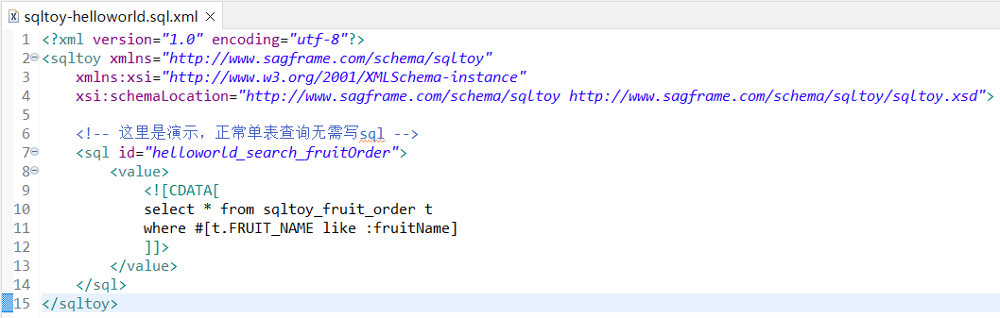 sqltoy-helloworld.sql.xml
1 <?xml version="1.0" encoding="utf-8"?>
2 <sqltoy xmlns="http://www.sagframe.com/schema/sqltoy"
3 xmlns:xsi="http://www.w3.org/2001/XMLSchema-instance"
4 xsi:schemaLocation="http://www.sagframe.com/schema/sqltoy http://www.sagframe.com/schema/sqltoy/sqltoy.xsd">
5
6 <!-- 这里是演示，正常单表查询无需写sql -->
7 <sql id="helloworld_search_fruitOrder">
8 <value>
9 <![CDATA[
10 select * from sqltoy_fruit_order t
11 where #[t.FRUIT_NAME like :fruitName]
12 ]]>
13 </value>
14 </sql>
15 </sqltoy>